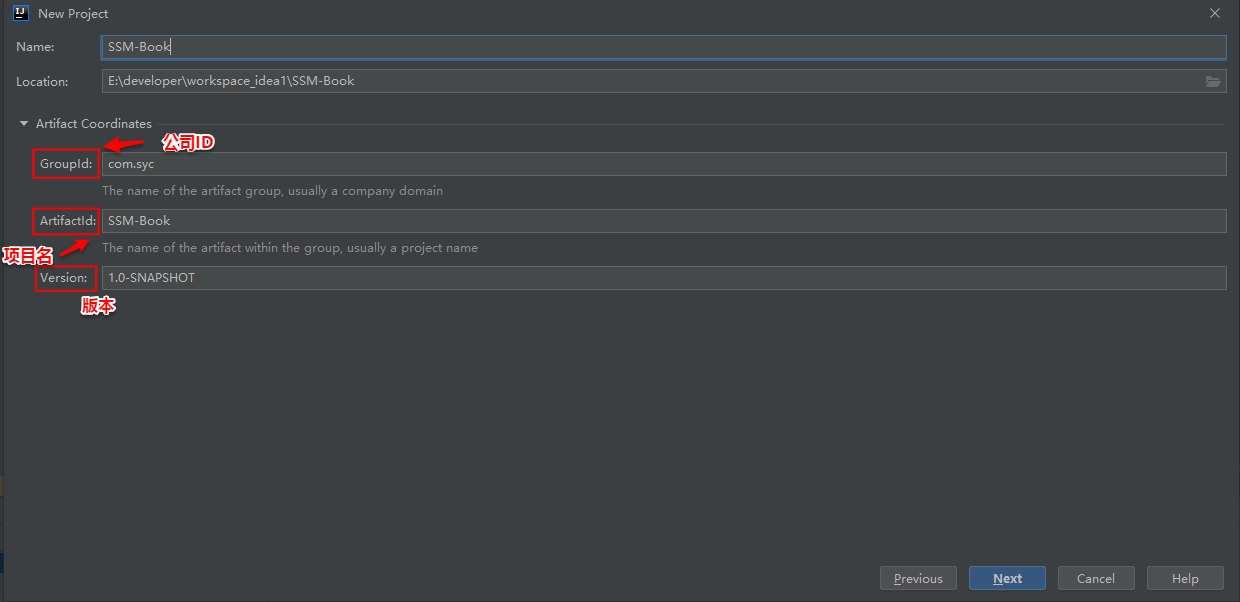 New Project
Name: SSM-Book
Location: E:\developer\workspace_idea1\SSM-Book
Artifact Coordinates
公司ID
GroupId: com.syc
The name of the artifact group, usually a company domain
ArtifactId: SSM-Book
The name of the artifact within the group, usually a project name
项目名
Version: 1.0-SNAPSHOT
版本
Previous Next Cancel Help